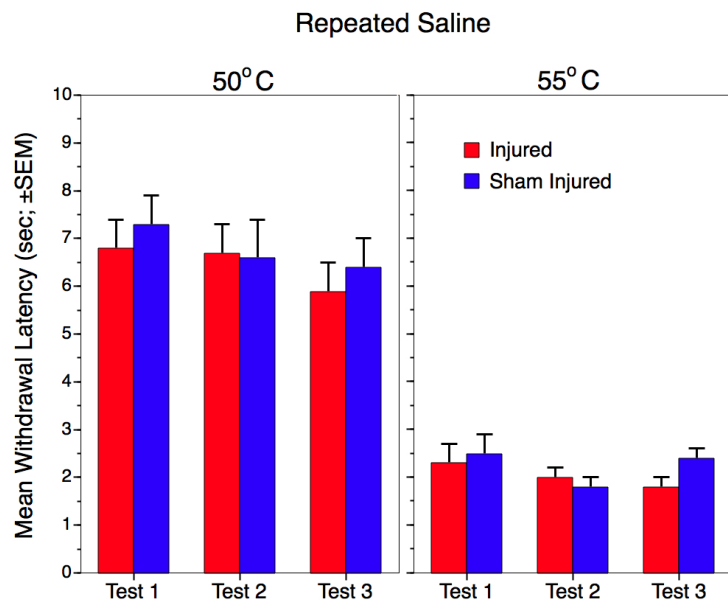 Repeated Saline
50° C
55° C
Mean Withdrawal Latency (sec; ±SEM)
10
9
8
7
6
5
4
3
2
1
0
Injured
Sham Injured
Test 1
Test 2
Test 3
Test 1
Test 2
Test 3